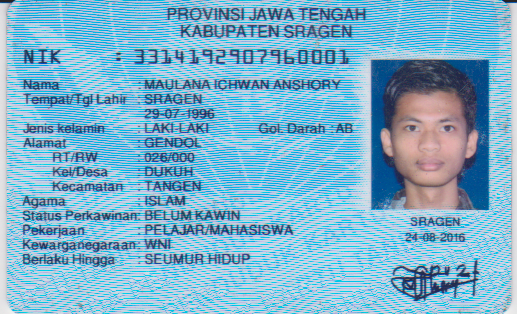 PROVINSI JAWA TENGAH
KABUPATEN SRAGEN
NIK : 3314192907960001
Nama : MAULANA ICHWAN ANSHORY
Tempat/Tgl Lahir : SRAGEN
29-07-1996
Jenis kelamin : LAKI-LAKI Gol. Darah : AB
Alamat : GENDOL
RT/RW : 026/000
Kel/Desa : DUKUH
Kecamatan : TANGEN
Agama : ISLAM
Status Perkawinan: BELUM KAWIN
Pekerjaan : PELAJAR/MAHASISWA
Kewarganegaraan: WNI
Berlaku Hingga : SEUMUR HIDUP
SRAGEN
24-08-2016